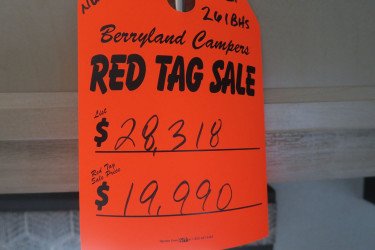 261BHS
Berryland Campers
RED TAG SALE
List
$ 28,318
Red Tag
Sale Price
$ 19,990